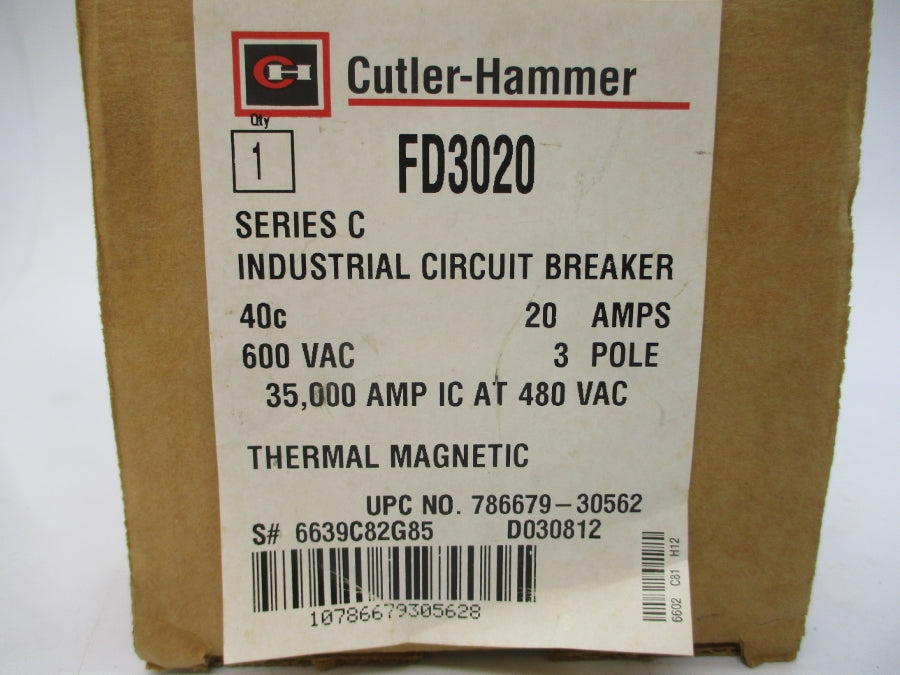 CH Cutler-Hammer
Qty
1
FD3020
SERIES C
INDUSTRIAL CIRCUIT BREAKER
40c 20 AMPS
600 VAC 3 POLE
35,000 AMP IC AT 480 VAC
THERMAL MAGNETIC
UPC NO. 786679-30562
S# 6639C82G85 D030812
10786679305628
6602 C81 H12